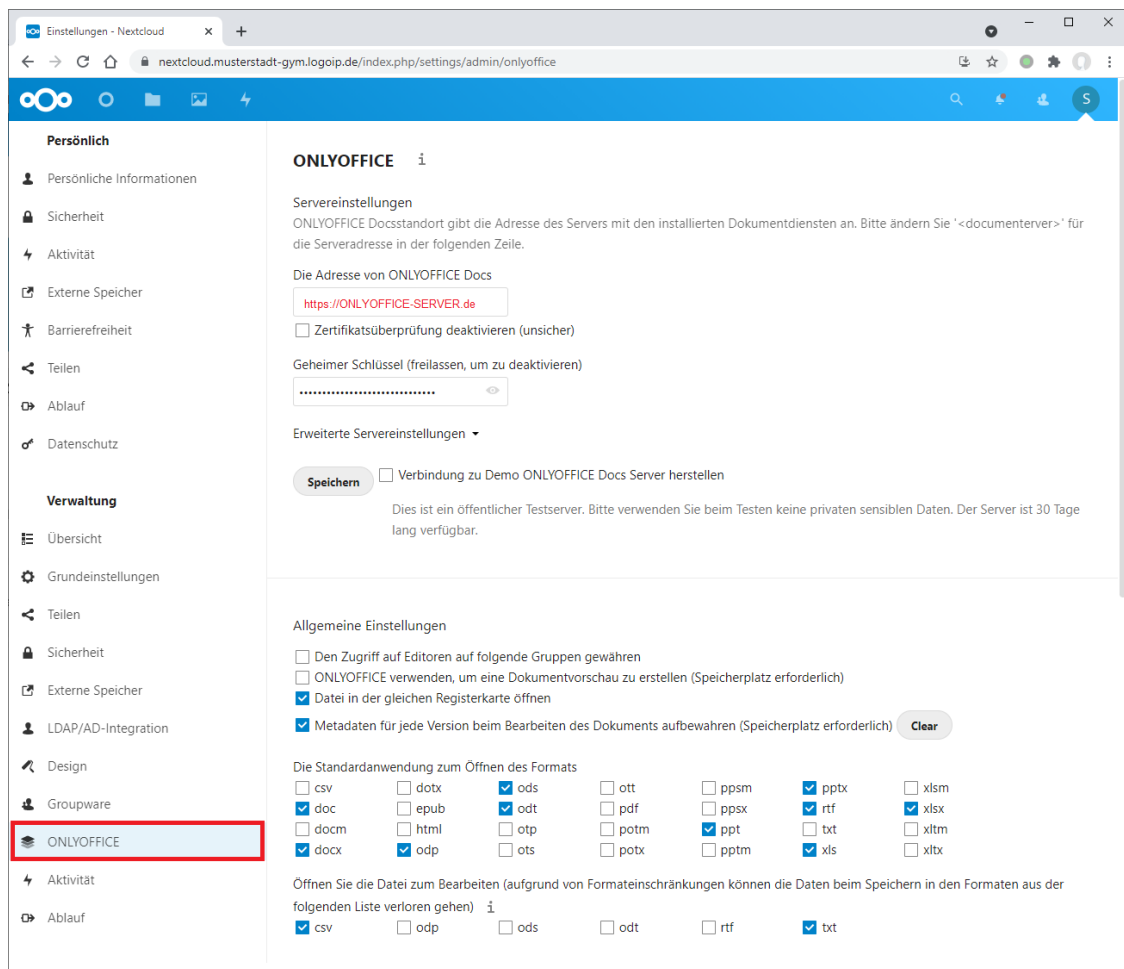 Einstellungen - Nextcloud
nextcloud.musterstadt-gym.logoip.de/index.php/settings/admin/onlyoffice
S
Persönlich
Persönliche Informationen
Sicherheit
Aktivität
Externe Speicher
Barrierefreiheit
Teilen
Ablauf
Datenschutz
Verwaltung
Übersicht
Grundeinstellungen
Teilen
Sicherheit
Externe Speicher
LDAP/AD-Integration
Design
Groupware
ONLYOFFICE
Aktivität
Ablauf
ONLYOFFICE i
Servereinstellungen
ONLYOFFICE Docsstandort gibt die Adresse des Servers mit den installierten Dokumentdiensten an. Bitte ändern Sie '<documenterver>' für
die Serveradresse in der folgenden Zeile.
Die Adresse von ONLYOFFICE Docs
https://ONLYOFFICE-SERVER.de
Zertifikatsüberprüfung deaktivieren (unsicher)
Geheimer Schlüssel (freilassen, um zu deaktivieren)
Erweiterte Servereinstellungen
Speichern Verbindung zu Demo ONLYOFFICE Docs Server herstellen
Dies ist ein öffentlicher Testserver. Bitte verwenden Sie beim Testen keine privaten sensiblen Daten. Der Server ist 30 Tage
lang verfügbar.
Allgemeine Einstellungen
Den Zugriff auf Editoren auf folgende Gruppen gewähren
ONLYOFFICE verwenden, um eine Dokumentvorschau zu erstellen (Speicherplatz erforderlich)
Datei in der gleichen Registerkarte öffnen
Metadaten für jede Version beim Bearbeiten des Dokuments aufbewahren (Speicherplatz erforderlich) Clear
Die Standardanwendung zum Öffnen des Formats
csv dotx ods ott ppsm pptx xlsm
doc epub odt pdf ppsx rtf xlsx
docm html otp potm ppt txt xltm
docx odp ots potx pptm xls xltx
Öffnen Sie die Datei zum Bearbeiten (aufgrund von Formateinschränkungen können die Daten beim Speichern in den Formaten aus der
folgenden Liste verloren gehen) i
csv odp ods odt rtf txt